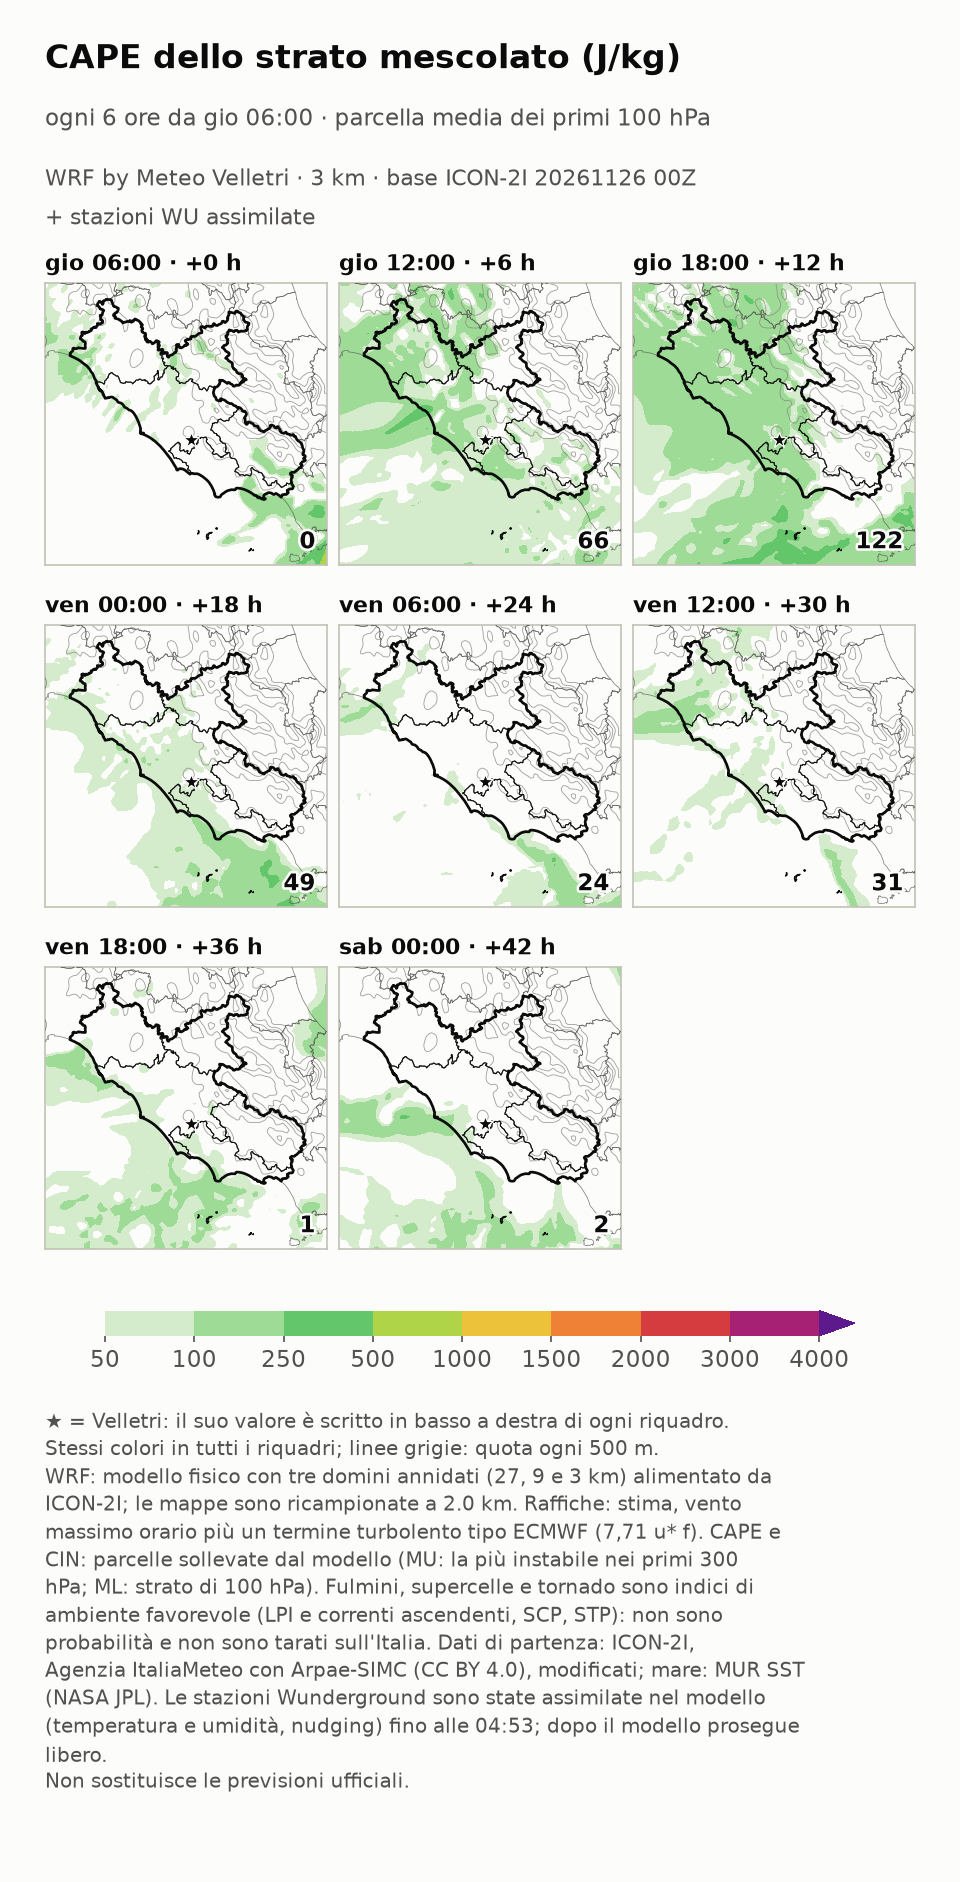 CAPE dello strato mescolato (J/kg)
ogni 6 ore da gio 06:00 · parcella media dei primi 100 hPa
WRF by Meteo Velletri · 3 km · base ICON-2I 20261126 00Z
+ stazioni WU assimilate
gio 06:00 · +0 h
gio 12:00 · +6 h
gio 18:00 · +12 h
0
66
122
ven 00:00 · +18 h
ven 06:00 · +24 h
ven 12:00 · +30 h
49
24
31
ven 18:00 · +36 h
sab 00:00 · +42 h
1
2
50 100 250 500 1000 1500 2000 3000 4000
★ = Velletri: il suo valore è scritto in basso a destra di ogni riquadro.
Stessi colori in tutti i riquadri; linee grigie: quota ogni 500 m.
WRF: modello fisico con tre domini annidati (27, 9 e 3 km) alimentato da
ICON-2I; le mappe sono ricampionate a 2.0 km. Raffiche: stima, vento
massimo orario più un termine turbolento tipo ECMWF (7,71 u* f). CAPE e
CIN: parcelle sollevate dal modello (MU: la più instabile nei primi 300
hPa; ML: strato di 100 hPa). Fulmini, supercelle e tornado sono indici di
ambiente favorevole (LPI e correnti ascendenti, SCP, STP): non sono
probabilità e non sono tarati sull'Italia. Dati di partenza: ICON-2I,
Agenzia ItaliaMeteo con Arpae-SIMC (CC BY 4.0), modificati; mare: MUR SST
(NASA JPL). Le stazioni Wunderground sono state assimilate nel modello
(temperatura e umidità, nudging) fino alle 04:53; dopo il modello prosegue
libero.
Non sostituisce le previsioni ufficiali.